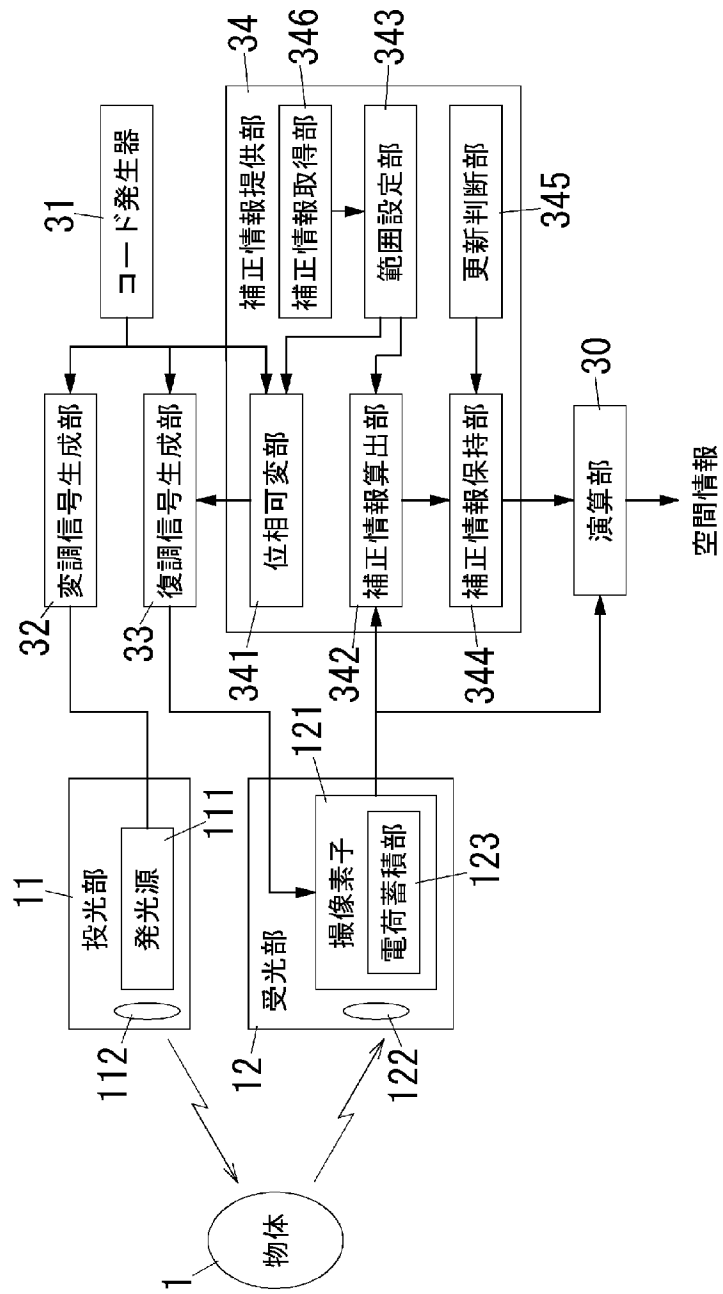 コード発生器
31
変調信号生成部
32
復調信号生成部
33
補正情報提供部
34
補正情報取得部
346
範囲設定部
343
位相可変部
341
補正情報算出部
342
更新判断部
345
補正情報保持部
344
演算部
30
空間情報
投光部
11
発光源
111
112
受光部
12
撮像素子
121
電荷蓄積部
123
122
物体
1